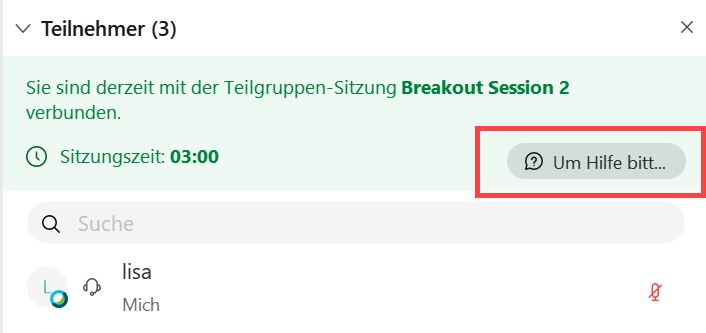 Teilnehmer (3)
Sie sind derzeit mit der Teilgruppen-Sitzung Breakout Session 2
verbunden.
Sitzungszeit: 03:00
Um Hilfe bitt...
Suche
L
lisa
Mich